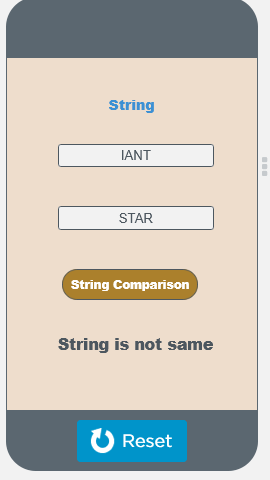 String
IANT
STAR
String Comparison
String is not same
Reset